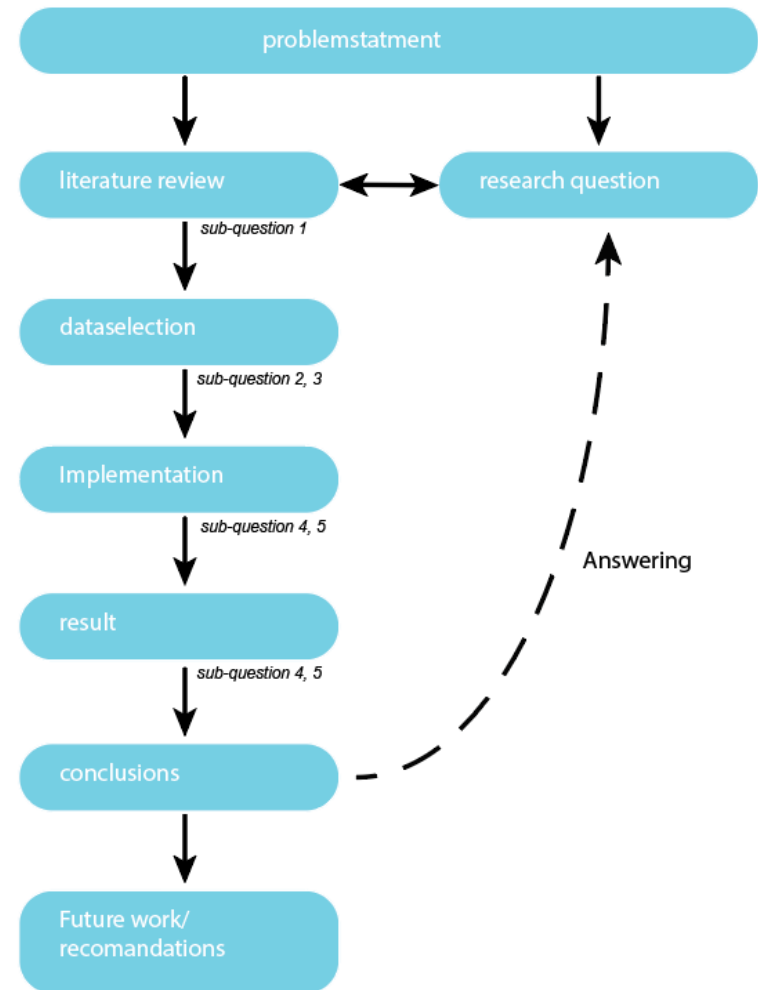 problemstatment
literature review
research question
sub-question 1
dataselection
sub-question 2, 3
Implementation
sub-question 4, 5
Answering
result
sub-question 4, 5
conclusions
Future work/
recomandations